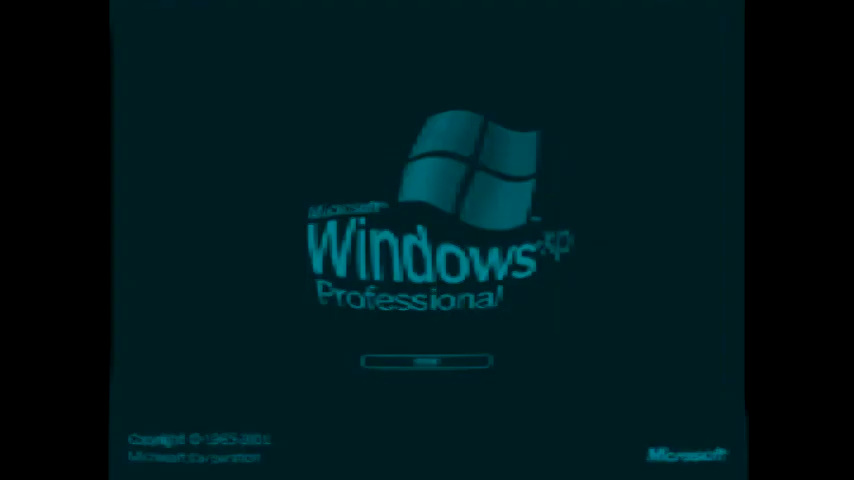 Microsoft
Windows xp
Professional
Copyright © 1985-2001
Microsoft Corporation
Microsoft